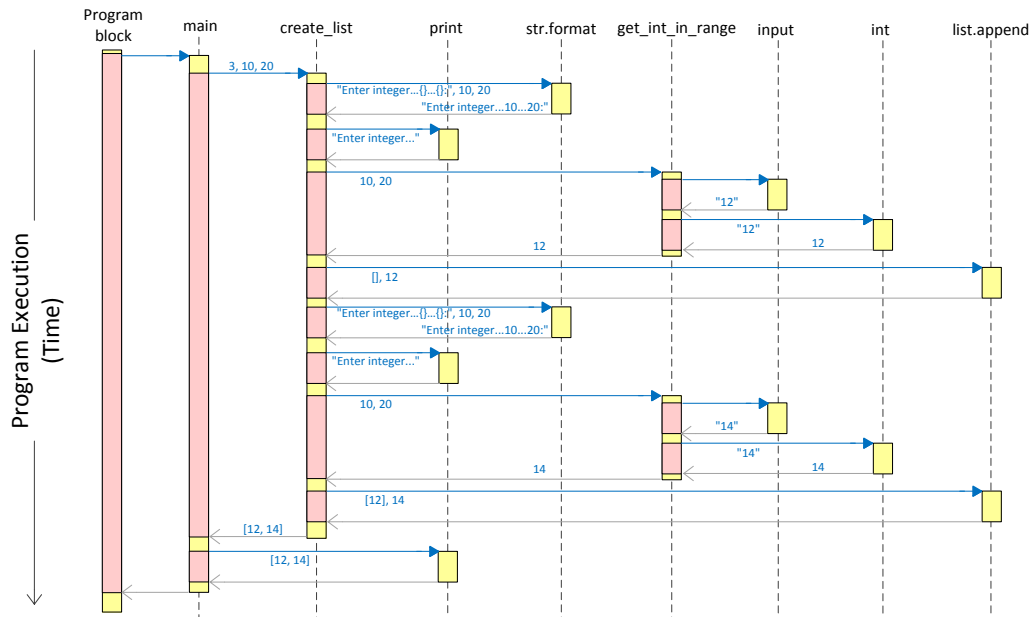 Program
block
main
create_list
print
str.format
get_int_in_range
input
int
list.append
Program Execution
(Time)
3, 10, 20
"Enter integer...{}...{}:", 10, 20
"Enter integer...10...20:"
"Enter integer..."
10, 20
"12"
"12"
12
12
[], 12
"Enter integer...{}...{}:", 10, 20
"Enter integer...10...20:"
"Enter integer..."
10, 20
"14"
"14"
14
14
[12], 14
[12, 14]
[12, 14]